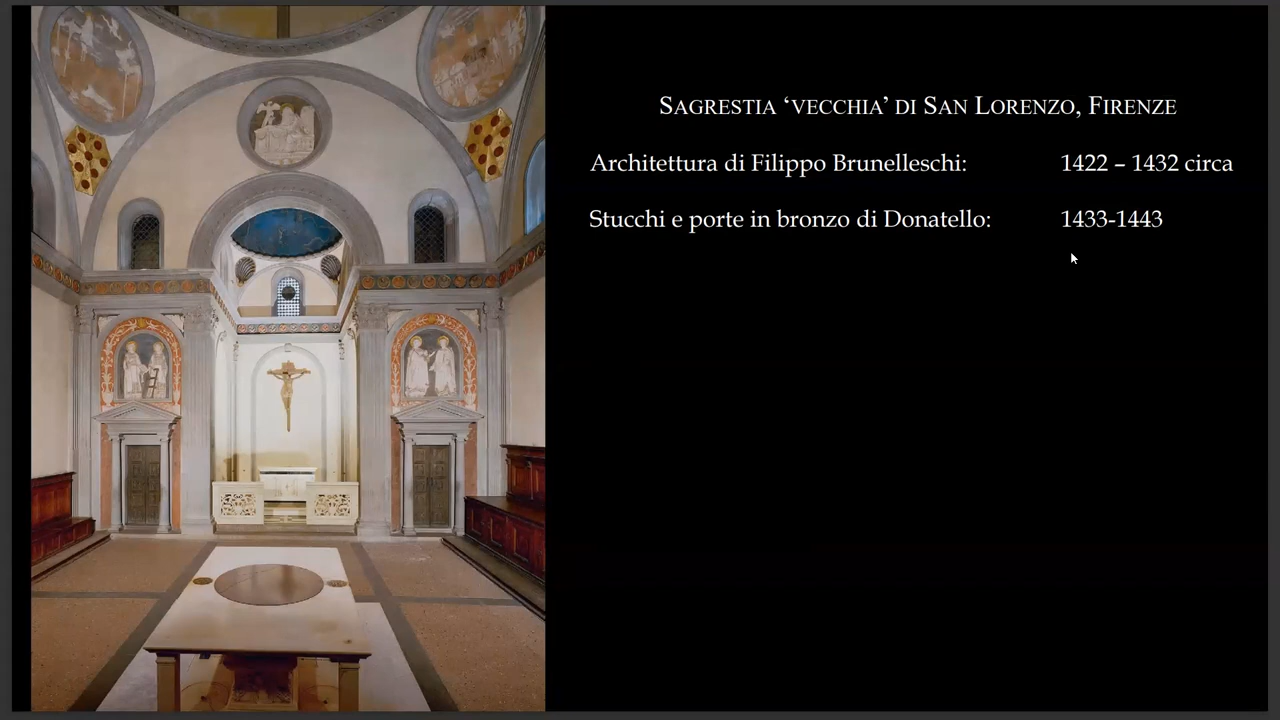 Sagrestia ‘vecchia’ di San Lorenzo, Firenze
Architettura di Filippo Brunelleschi: 1422 – 1432 circa
Stucchi e porte in bronzo di Donatello: 1433-1443